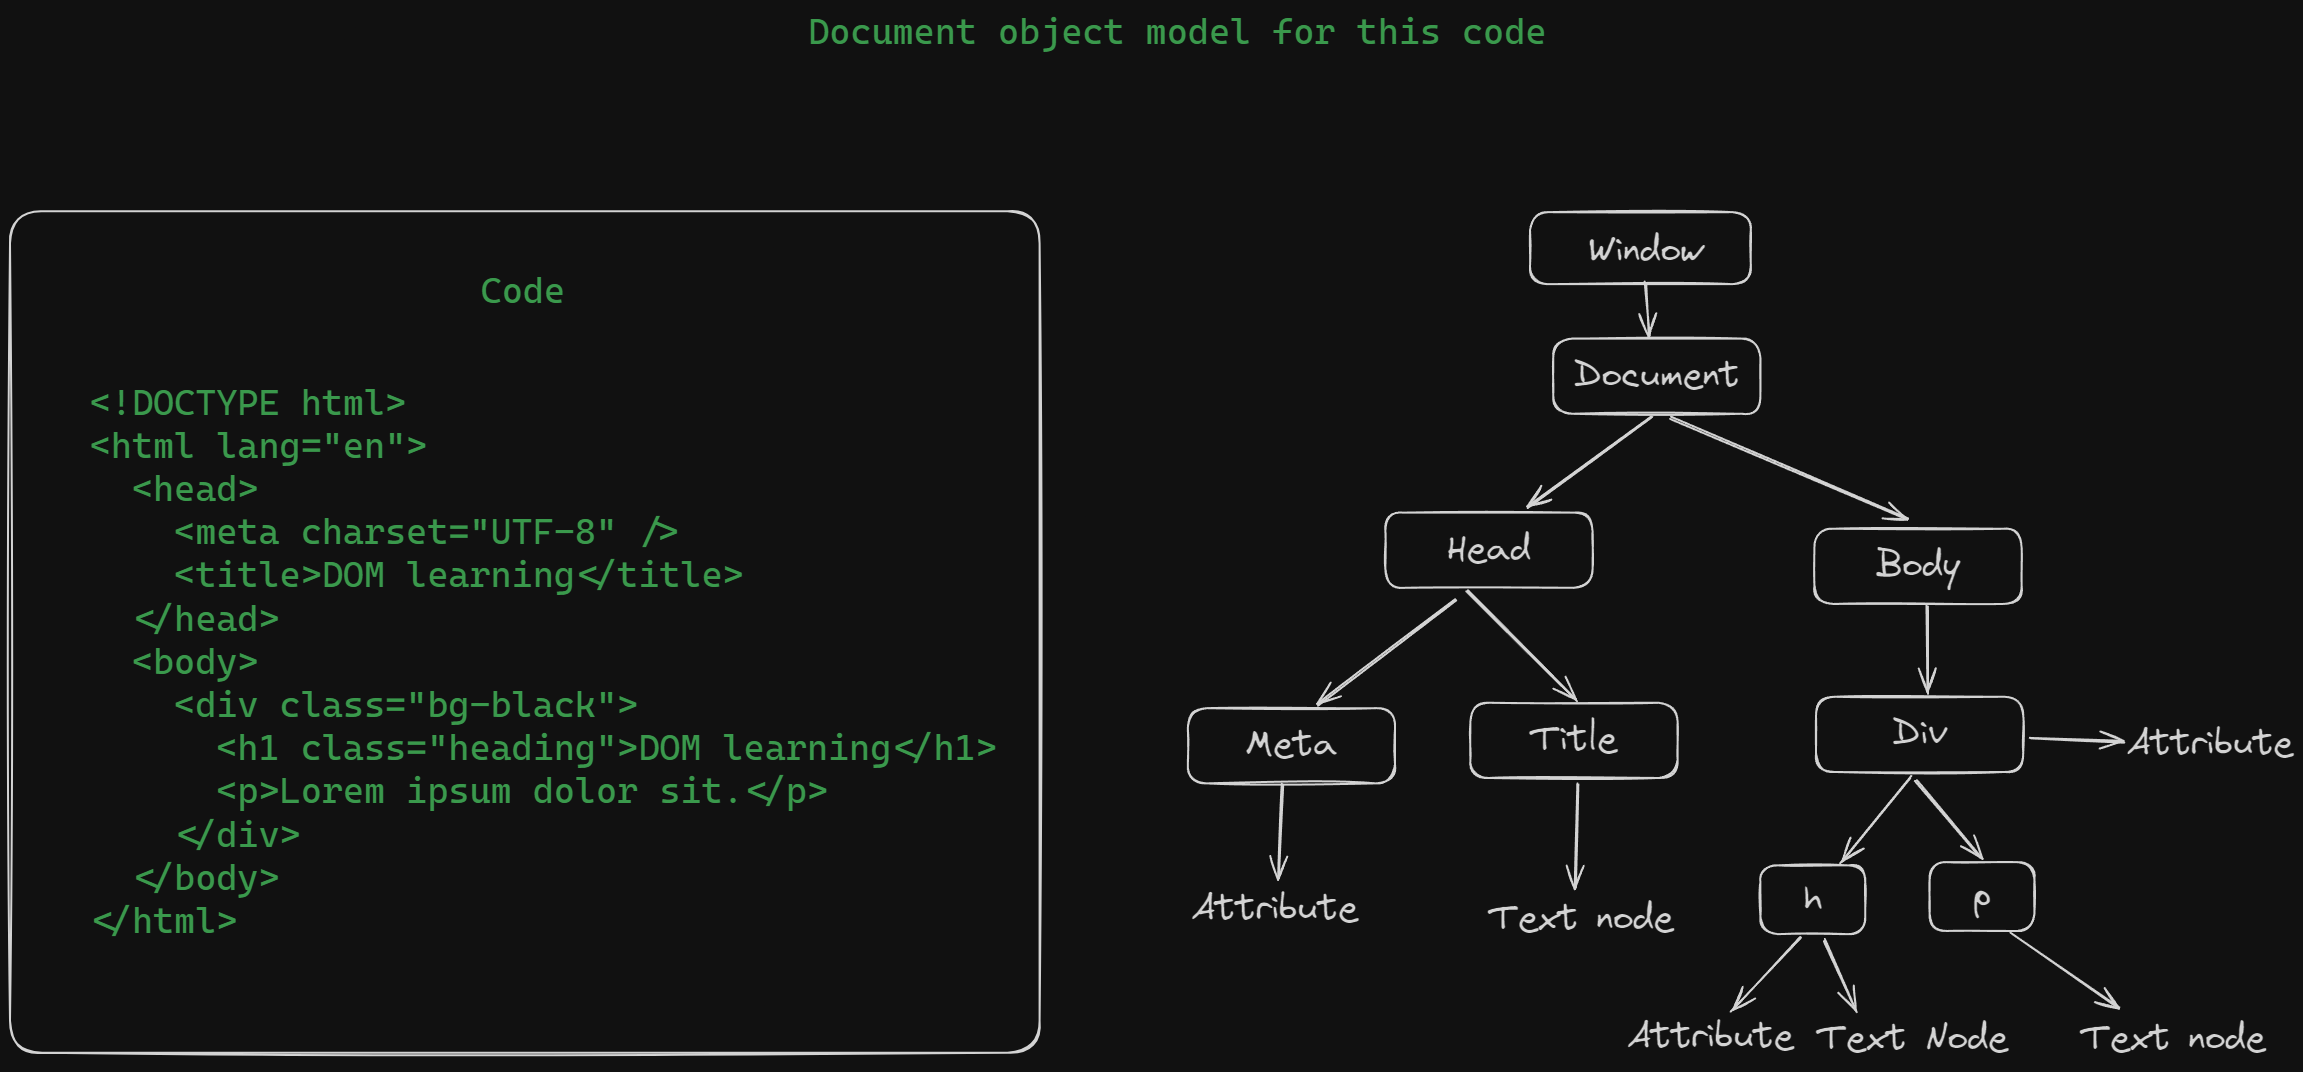 Document object model for this code
Code
<!DOCTYPE html>
<html lang="en">
<head>
<meta charset="UTF-8" />
<title>DOM learning</title>
</head>
<body>
<div class="bg-black">
<h1 class="heading">DOM learning</h1>
<p>Lorem ipsum dolor sit.</p>
</div>
</body>
</html>
Window
Document
Head
Body
Meta
Title
Div
Attribute
h
p
Attribute
Text node
Attribute
Text Node
Text node